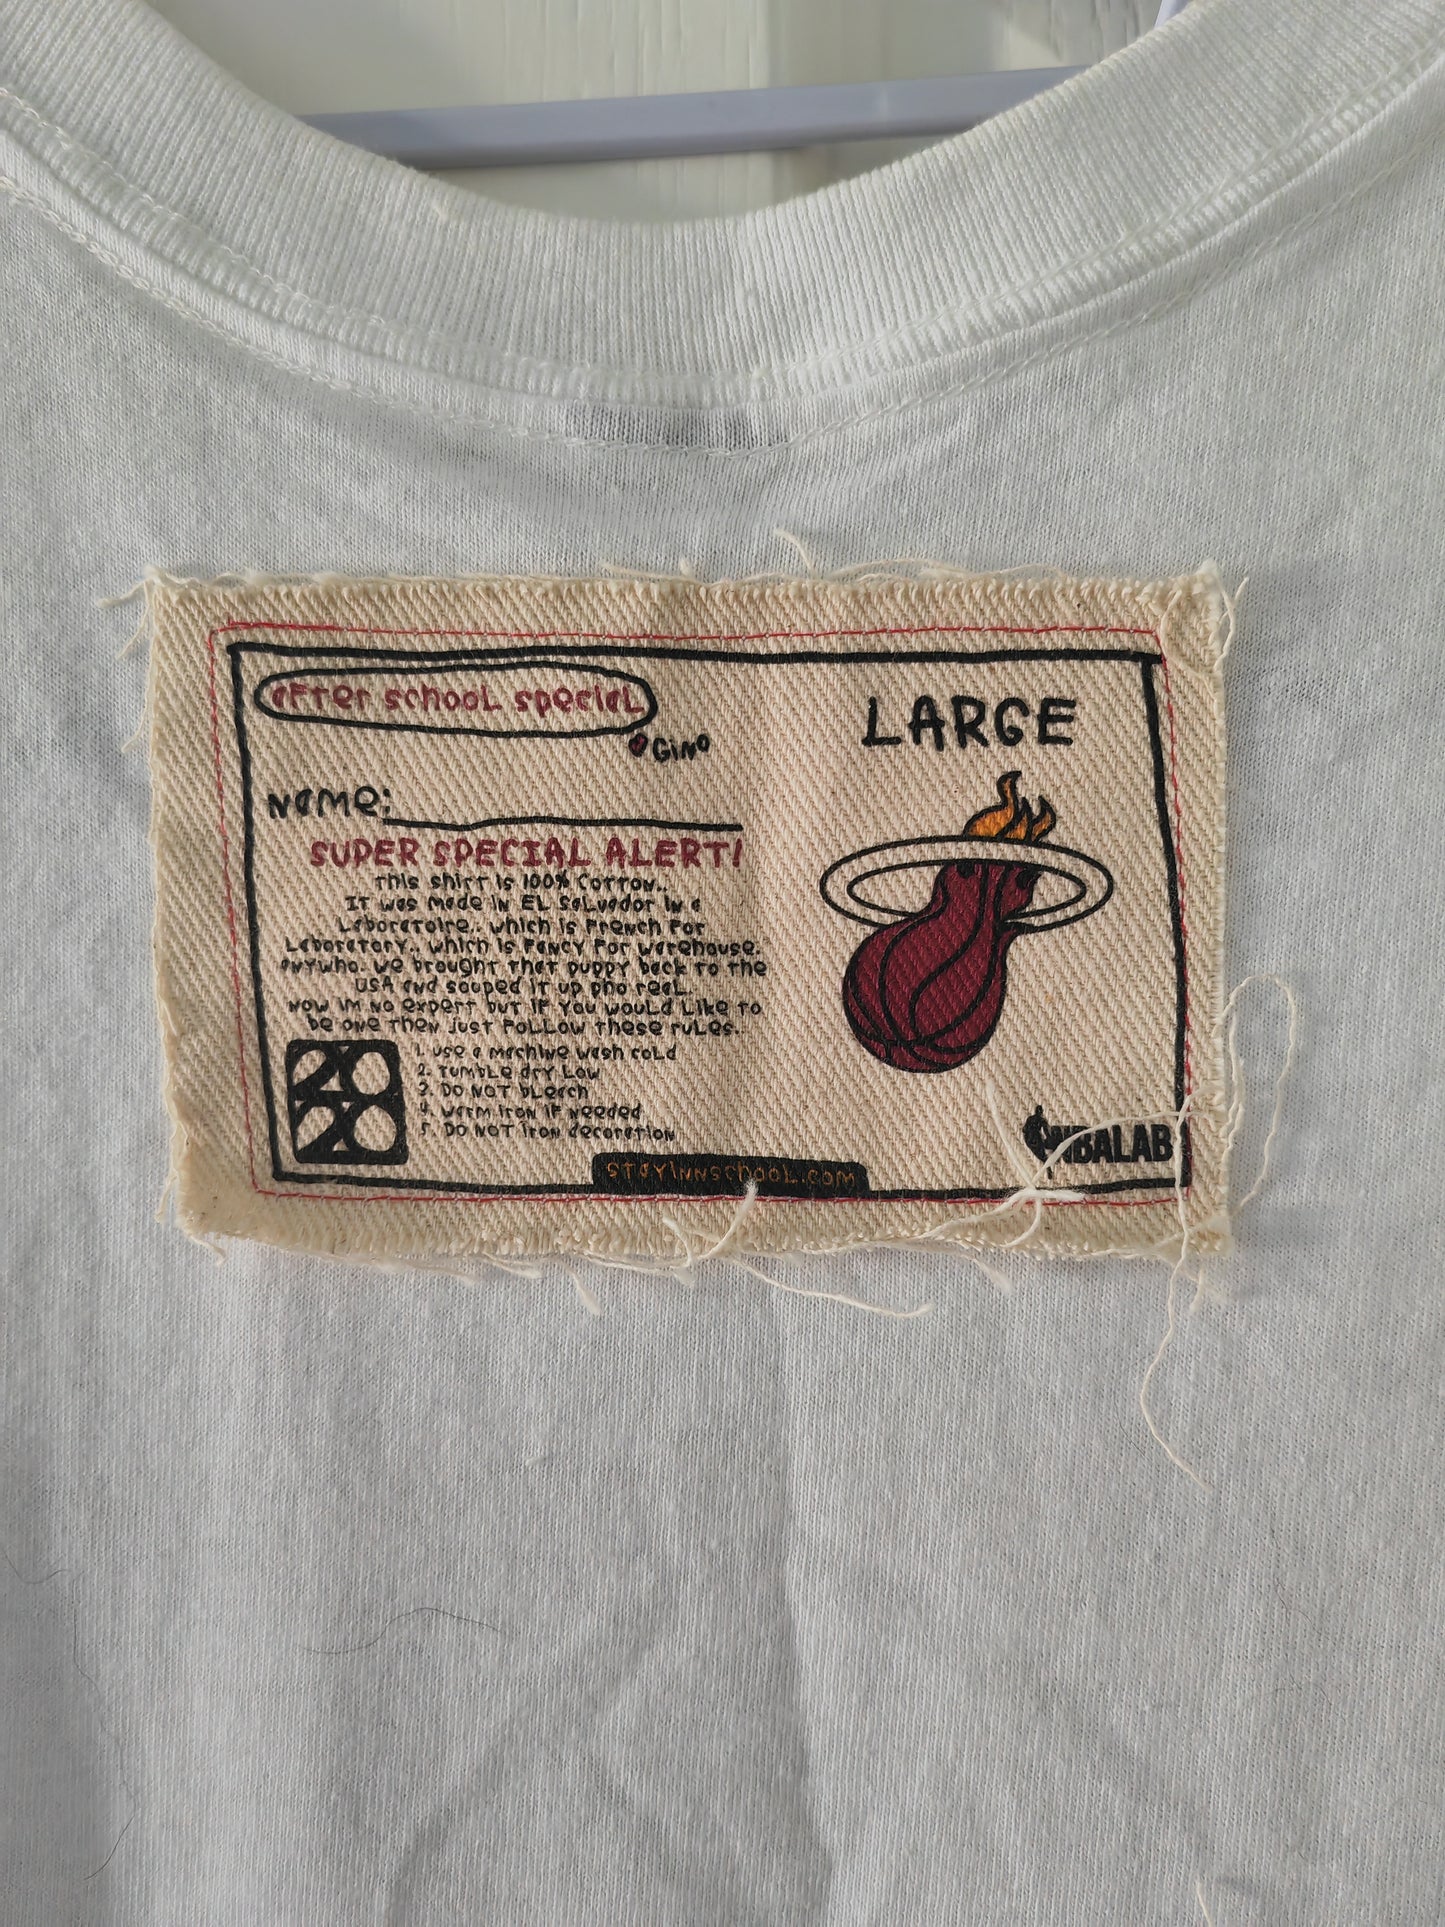 after school special
Gino
LARGE
Name:
SUPER SPECIAL ALERT!
This shirt is 100% Cotton..
It was made in El Salvador in a
Laboratoire.. which is French for
Laboratory.. which is fancy for warehouse.
anywho. we brought that puppy back to the
USA and souped it up pho real.
Now im no expert but if you would like to
be one then just follow these rules..
1. use a machine wash cold
2. Tumble dry Low
3. DO NOT bleach
4. warm iron if needed
5. DO NOT iron decoration
20
20
stayinnschool.com
NBALAB